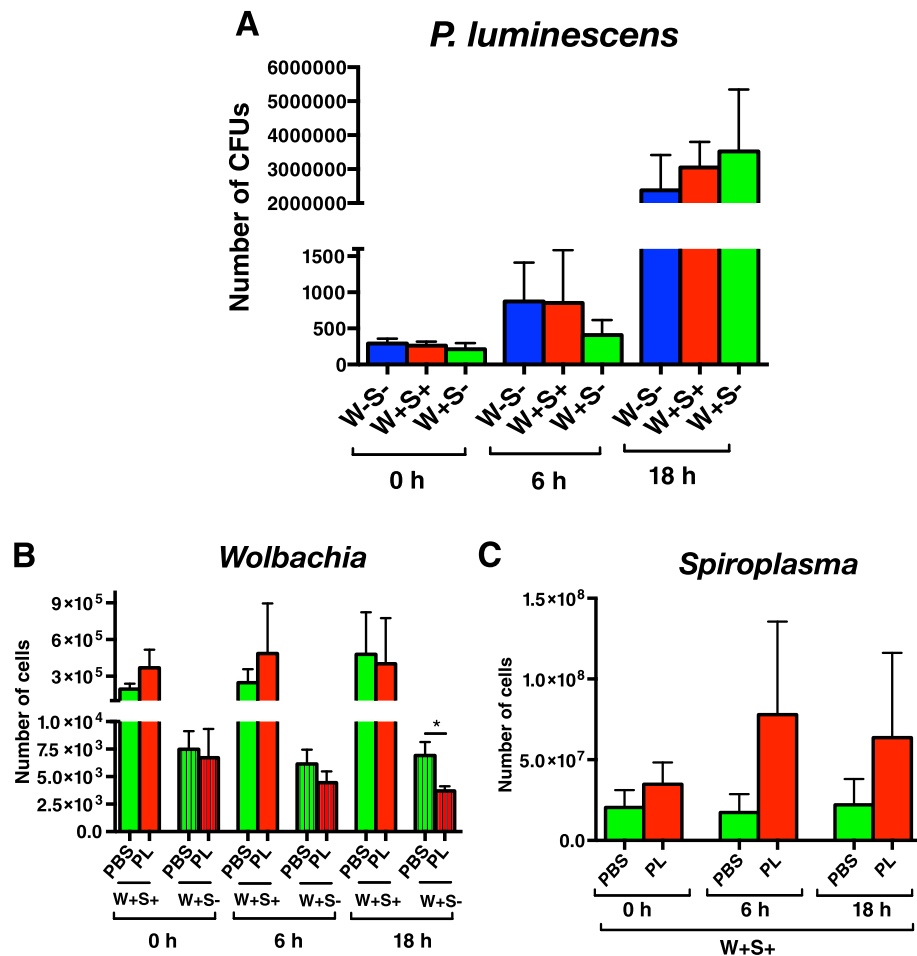 A
P. luminescens
Number of CFUs
6000000
5000000
4000000
3000000
2000000
1500
1000
500
0
W-S- W+S+ W+S- W-S- W+S+ W+S- W-S- W+S+ W+S-
0 h 6 h 18 h
B
Wolbachia
Number of cells
9×10⁵
6×10⁵
3×10⁵
1.0×10⁴
7.5×10³
5.0×10³
2.5×10³
0.0
*
PBS PL PBS PL PBS PL PBS PL PBS PL PBS PL
W+S+ W+S- W+S+ W+S- W+S+ W+S-
0 h 6 h 18 h
C
Spiroplasma
Number of cells
1.5×10⁸
1.0×10⁸
5.0×10⁷
0.0
PBS PL PBS PL PBS PL
0 h 6 h 18 h
W+S+